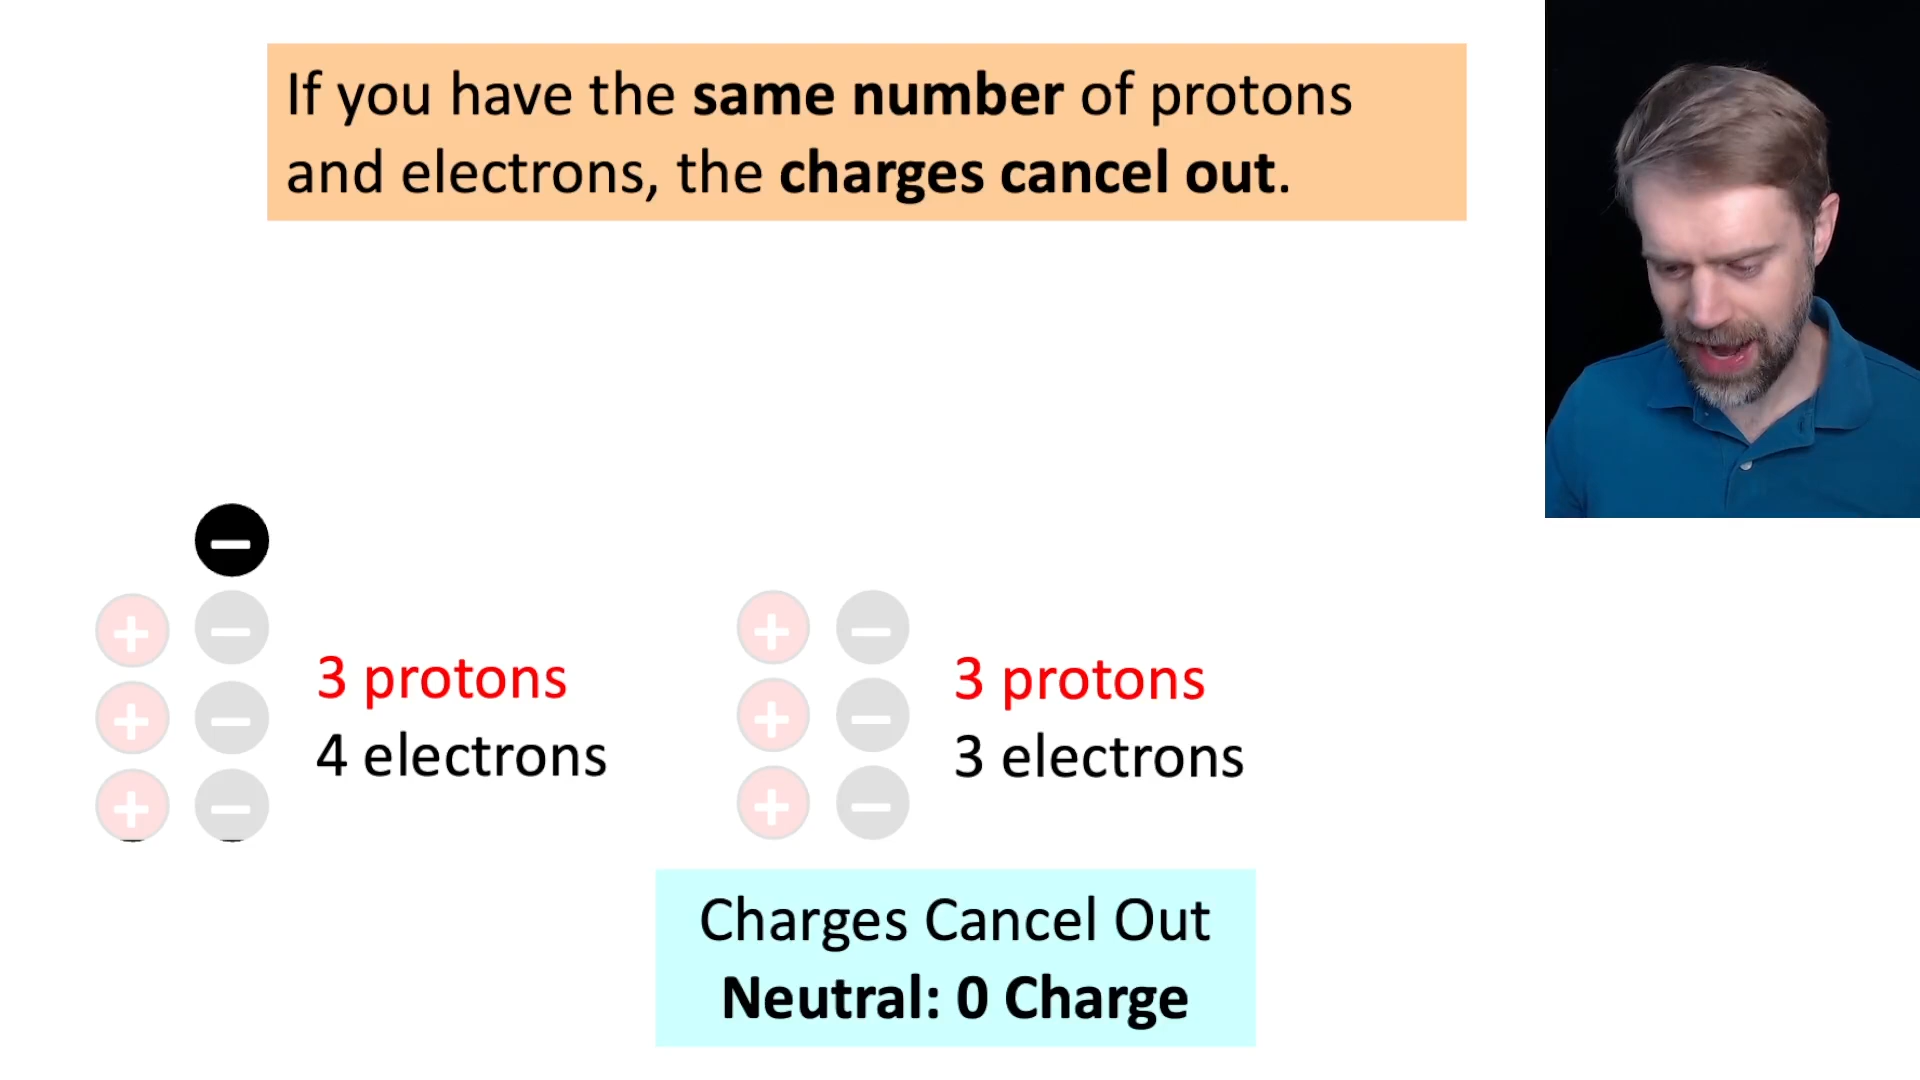 If you have the same number of protons
and electrons, the charges cancel out.
−
+ −
+ −
+ −
3 protons
4 electrons
+ −
+ −
+ −
3 protons
3 electrons
Charges Cancel Out
Neutral: 0 Charge